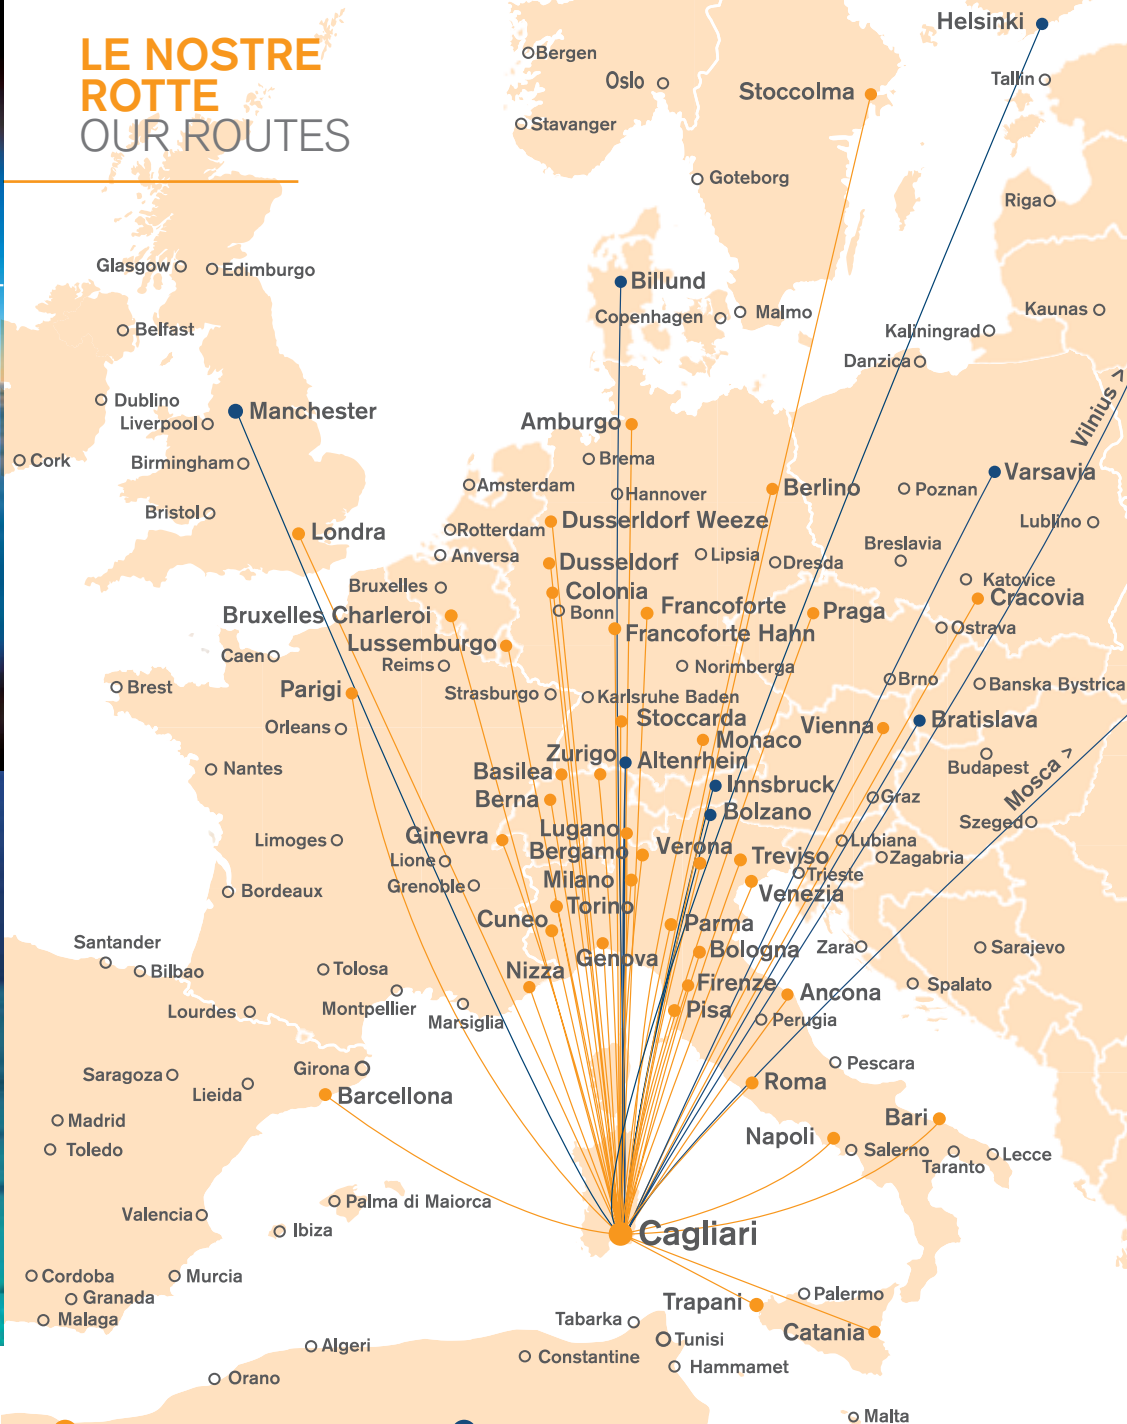 LE NOSTRE
ROTTE
OUR ROUTES
Helsinki
Bergen
Oslo
Tallin
Stoccolma
Stavanger
Goteborg
Riga
Glasgow
Edimburgo
Billund
Copenhagen
Malmo
Kaunas
Belfast
Kaliningrad
Danzica
Vilnius >
Dublino
Manchester
Liverpool
Amburgo
Cork
Birmingham
Brema
Varsavia
Amsterdam
Hannover
Berlino
Poznan
Bristol
Dusserldorf Weeze
Lublino
Londra
Rotterdam
Breslavia
Anversa
Lipsia
Dusseldorf
Dresda
Katovice
Bruxelles
Colonia
Cracovia
Bonn
Francoforte
Praga
Bruxelles Charleroi
Francoforte Hahn
Ostrava
Lussemburgo
Caen
Reims
Norimberga
Brno
Banska Bystrica
Brest
Parigi
Strasburgo
Karlsruhe Baden
Stoccarda
Bratislava
Orleans
Vienna
Monaco
Zurigo
Altenrhein
Budapest
Nantes
Basilea
Mosca >
Innsbruck
Berna
Graz
Bolzano
Szeged
Lugano
Ginevra
Limoges
Lubiana
Verona
Bergamo
Treviso
Zagabria
Lione
Trieste
Milano
Grenoble
Bordeaux
Venezia
Torino
Cuneo
Parma
Santander
Zara
Sarajevo
Bologna
Genova
Bilbao
Tolosa
Nizza
Firenze
Spalato
Ancona
Montpellier
Lourdes
Pisa
Marsiglia
Perugia
Girona
Pescara
Saragoza
Roma
Lieida
Barcellona
Madrid
Bari
Napoli
Toledo
Salerno
Lecce
Taranto
Palma di Maiorca
Valencia
Ibiza
Cagliari
Cordoba
Murcia
Granada
Palermo
Trapani
Malaga
Tabarka
Catania
Tunisi
Algeri
Constantine
Hammamet
Orano
Malta